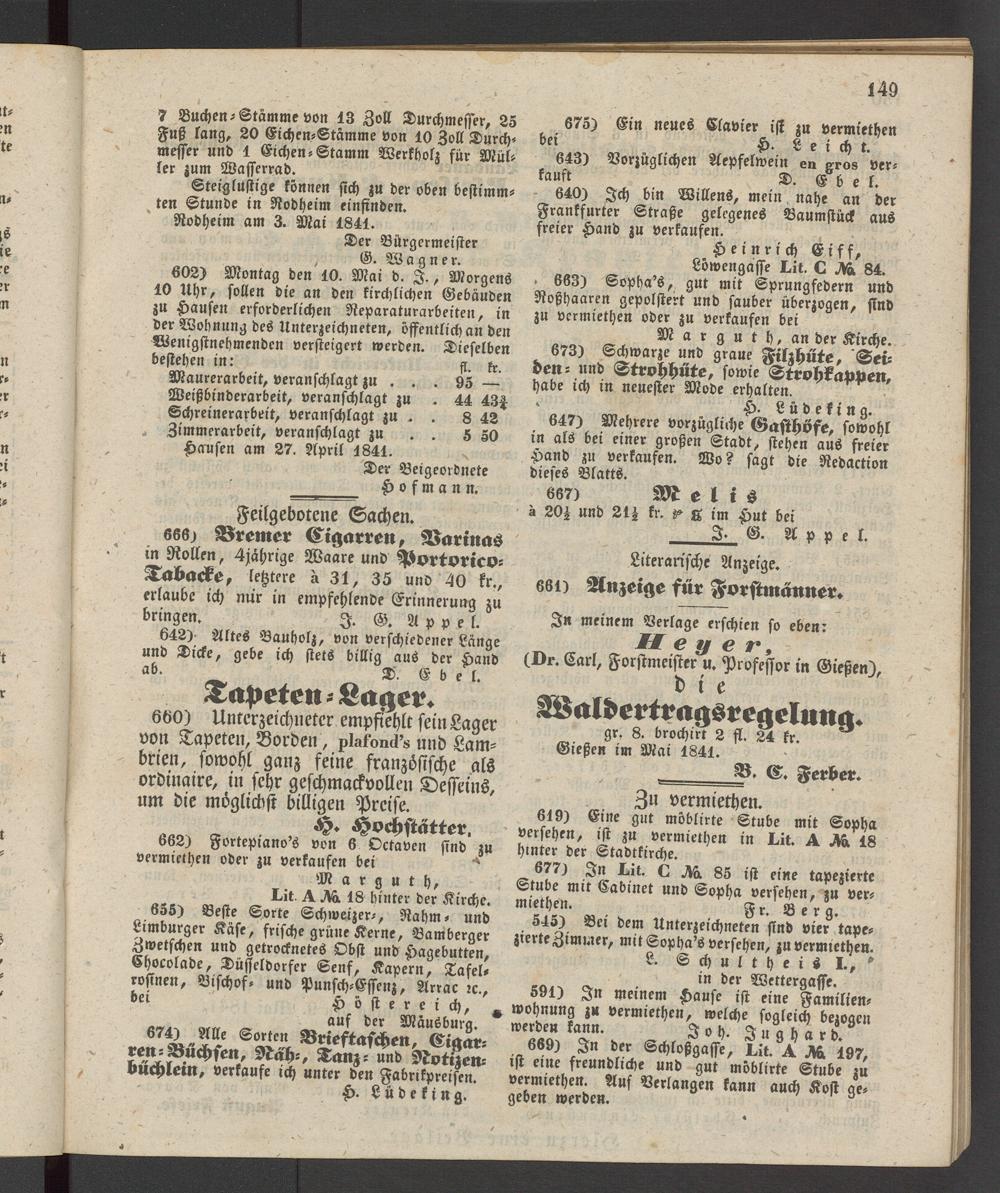 149
7 Buchen-Stämme von 13 Zoll Durchmesser, 25
Fuß lang, 20 Eichen-Stämme von 10 Zoll Durch-
messer und 1 Eichen-Stamm Werkholz für Mül-
ler zum Wasserrad.
Steiglustige können sich zu der oben bestimm-
ten Stunde in Rodheim einfinden.
Rodheim am 3. Mai 1841.
Der Bürgermeister
G. Wagner.
602) Montag den 10. Mai d. J., Morgens
10 Uhr, sollen die an den kirchlichen Gebäuden
zu Hausen erforderlichen Reparaturarbeiten, in
der Wohnung des Unterzeichneten, öffentlich an den
Wenigstnehmenden versteigert werden. Dieselben
bestehen in: fl. kr.
Maurerarbeit, veranschlagt zu . . . 95 —
Weißbinderarbeit, veranschlagt zu . 44 43¾
Schreinerarbeit, veranschlagt zu . . 8 42
Zimmerarbeit, veranschlagt zu . . 5 50
Hausen am 27. April 1841.
Der Beigeordnete
Hofmann.
Feilgebotene Sachen.
666) Bremer Cigarren, Varinas
in Rollen, 4jährige Waare und Portorico-
Tabacke, letztere à 31, 35 und 40 kr.,
erlaube ich mir in empfehlende Erinnerung zu
bringen. J. G. Appel.
642) Altes Bauholz, von verschiedener Länge
und Dicke, gebe ich stets billig aus der Hand
ab. D. Ebel.
Tapeten-Lager.
660) Unterzeichneter empfiehlt sein Lager
von Tapeten, Borden, plafond's und Lam-
brien, sowohl ganz feine französische als
ordinaire, in sehr geschmackvollen Desseins,
um die möglichst billigen Preise.
H. Hochstätter.
662) Fortepiano's von 6 Octaven sind zu
vermiethen oder zu verkaufen bei
Marguth,
Lit. A No. 18 hinter der Kirche.
655) Beste Sorte Schweizer-, Rahm- und
Limburger Käse, frische grüne Kerne, Bamberger
Zwetschen und getrocknetes Obst und Hagebutten,
Chocolade, Düsseldorfer Senf, Kapern, Tafel-
rosinen, Bischof- und Punsch-Essenz, Arrac ꝛc.,
bei Höstereich,
auf der Mäusburg.
674) Alle Sorten Brieftaschen, Cigar-
ren-Büchsen, Näh-, Tanz- und Notizen-
büchlein, verkaufe ich unter den Fabrikpreisen.
H. Lüdeking.
675) Ein neues Clavier ist zu vermiethen
bei H. Leicht.
643) Vorzüglichen Aepfelwein en gros ver-
kauft D. Ebel.
640) Ich bin Willens, mein nahe an der
Frankfurter Straße gelegenes Baumstück aus
freier Hand zu verkaufen.
Heinrich Eiff,
Löwengasse Lit. C No. 84.
663) Sopha's, gut mit Sprungfedern und
Roßhaaren gepolstert und sauber überzogen, sind
zu vermiethen oder zu verkaufen bei
Marguth, an der Kirche.
673) Schwarze und graue Filzhüte, Sei-
den- und Strohhüte, sowie Strohkappen,
habe ich in neuester Mode erhalten.
H. Lüdeking.
647) Mehrere vorzügliche Gasthöfe, sowohl
in als bei einer großen Stadt, stehen aus freier
Hand zu verkaufen. Wo? sagt die Redaction
dieses Blatts.
667) Melis
à 20½ und 21½ kr. im Hut bei
J. G. Appel.
Literarische Anzeige.
661) Anzeige für Forstmänner.
In meinem Verlage erschien so eben:
Heyer,
(Dr. Carl, Forstmeister u. Professor in Gießen),
die
Waldertragsregelung.
gr. 8. brochirt 2 fl. 24 kr.
Gießen im Mai 1841.
B. C. Ferber.
Zu vermiethen.
619) Eine gut möblirte Stube mit Sopha
versehen, ist zu vermiethen in Lit. A No. 18
hinter der Stadtkirche.
677) In Lit. C No. 85 ist eine tapezierte
Stube mit Cabinet und Sopha versehen, zu ver-
miethen. Fr. Berg.
545) Bei dem Unterzeichneten sind vier tape-
zierte Zimmer, mit Sopha's versehen, zu vermiethen.
L. Schultheis I.,
in der Wettergasse.
591) In meinem Hause ist eine Familien-
wohnung zu vermiethen, welche sogleich bezogen
werden kann. Joh. Jughard.
669) In der Schloßgasse, Lit. A No. 197,
ist eine freundliche und gut möblirte Stube zu
vermiethen. Auf Verlangen kann auch Kost ge-
geben werden.